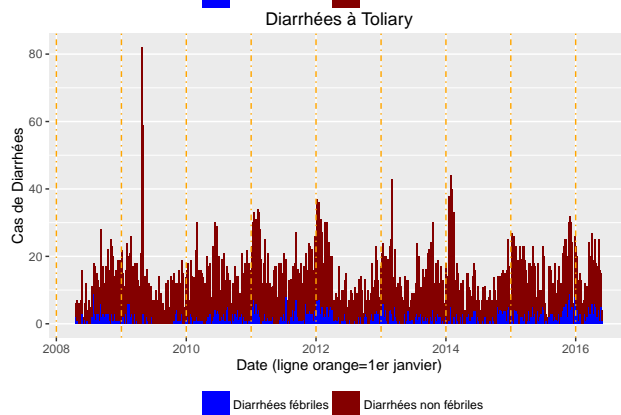 Diarrhées à Toliary
Cas de Diarrhées
80
60
40
20
0
2008
2010
2012
2014
2016
Date (ligne orange=1er janvier)
Diarrhées fébriles
Diarrhées non fébriles